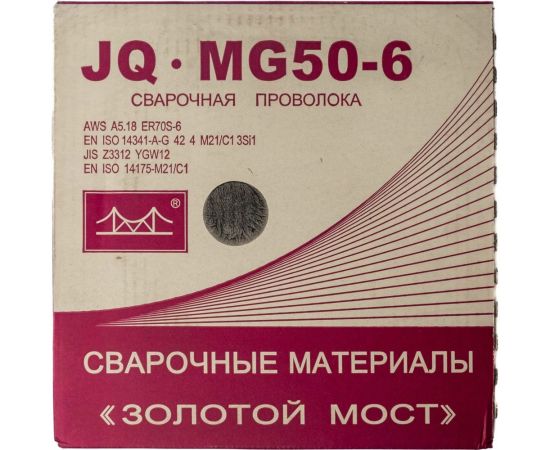 JQ·MG50-6
СВАРОЧНАЯ ПРОВОЛОКА
AWS A5.18 ER70S-6
EN ISO 14341-A-G 42 4 M21/C1 3Si1
JIS Z3312 YGW12
EN ISO 14175-M21/C1
®
СВАРОЧНЫЕ МАТЕРИАЛЫ
«ЗОЛОТОЙ МОСТ»